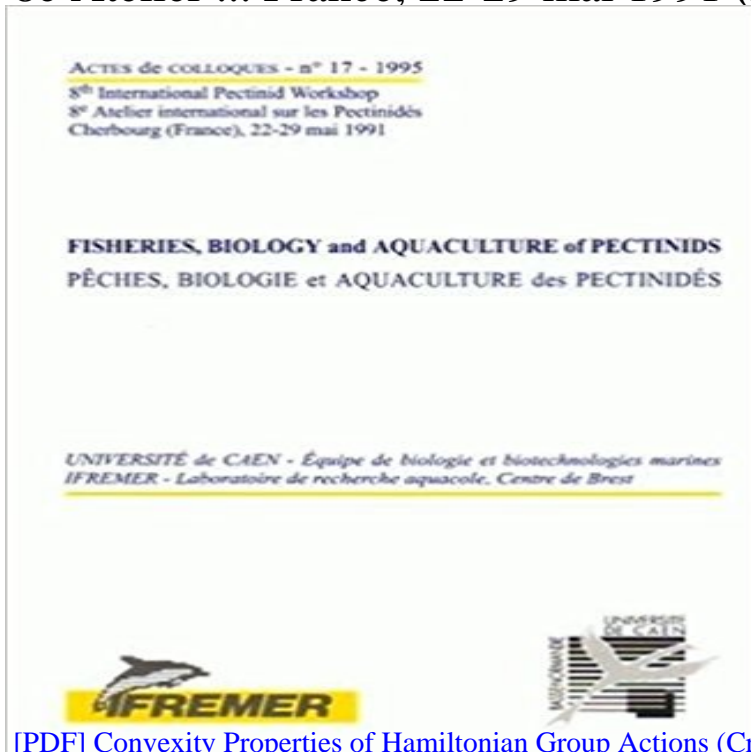 ACTES de COLLOQUES - n° 17 - 1995
8th International Pectinid Workshop
8e Atelier international sur les Pectinidés
Cherbourg (France), 22-29 mai 1991
FISHERIES, BIOLOGY and AQUACULTURE of PECTINIDS
PÊCHES, BIOLOGIE et AQUACULTURE des PECTINIDÉS
UNIVERSITÉ de CAEN - Équipe de biologie et biotechnologies marines
IFREMER - Laboratoire de recherche aquacole, Centre de Brest
IFREMER
UNIVERSITE
DE CAEN
BASSE-NORMANDIE
[PDF] Convexity Properties of Hamiltonian Group Actions